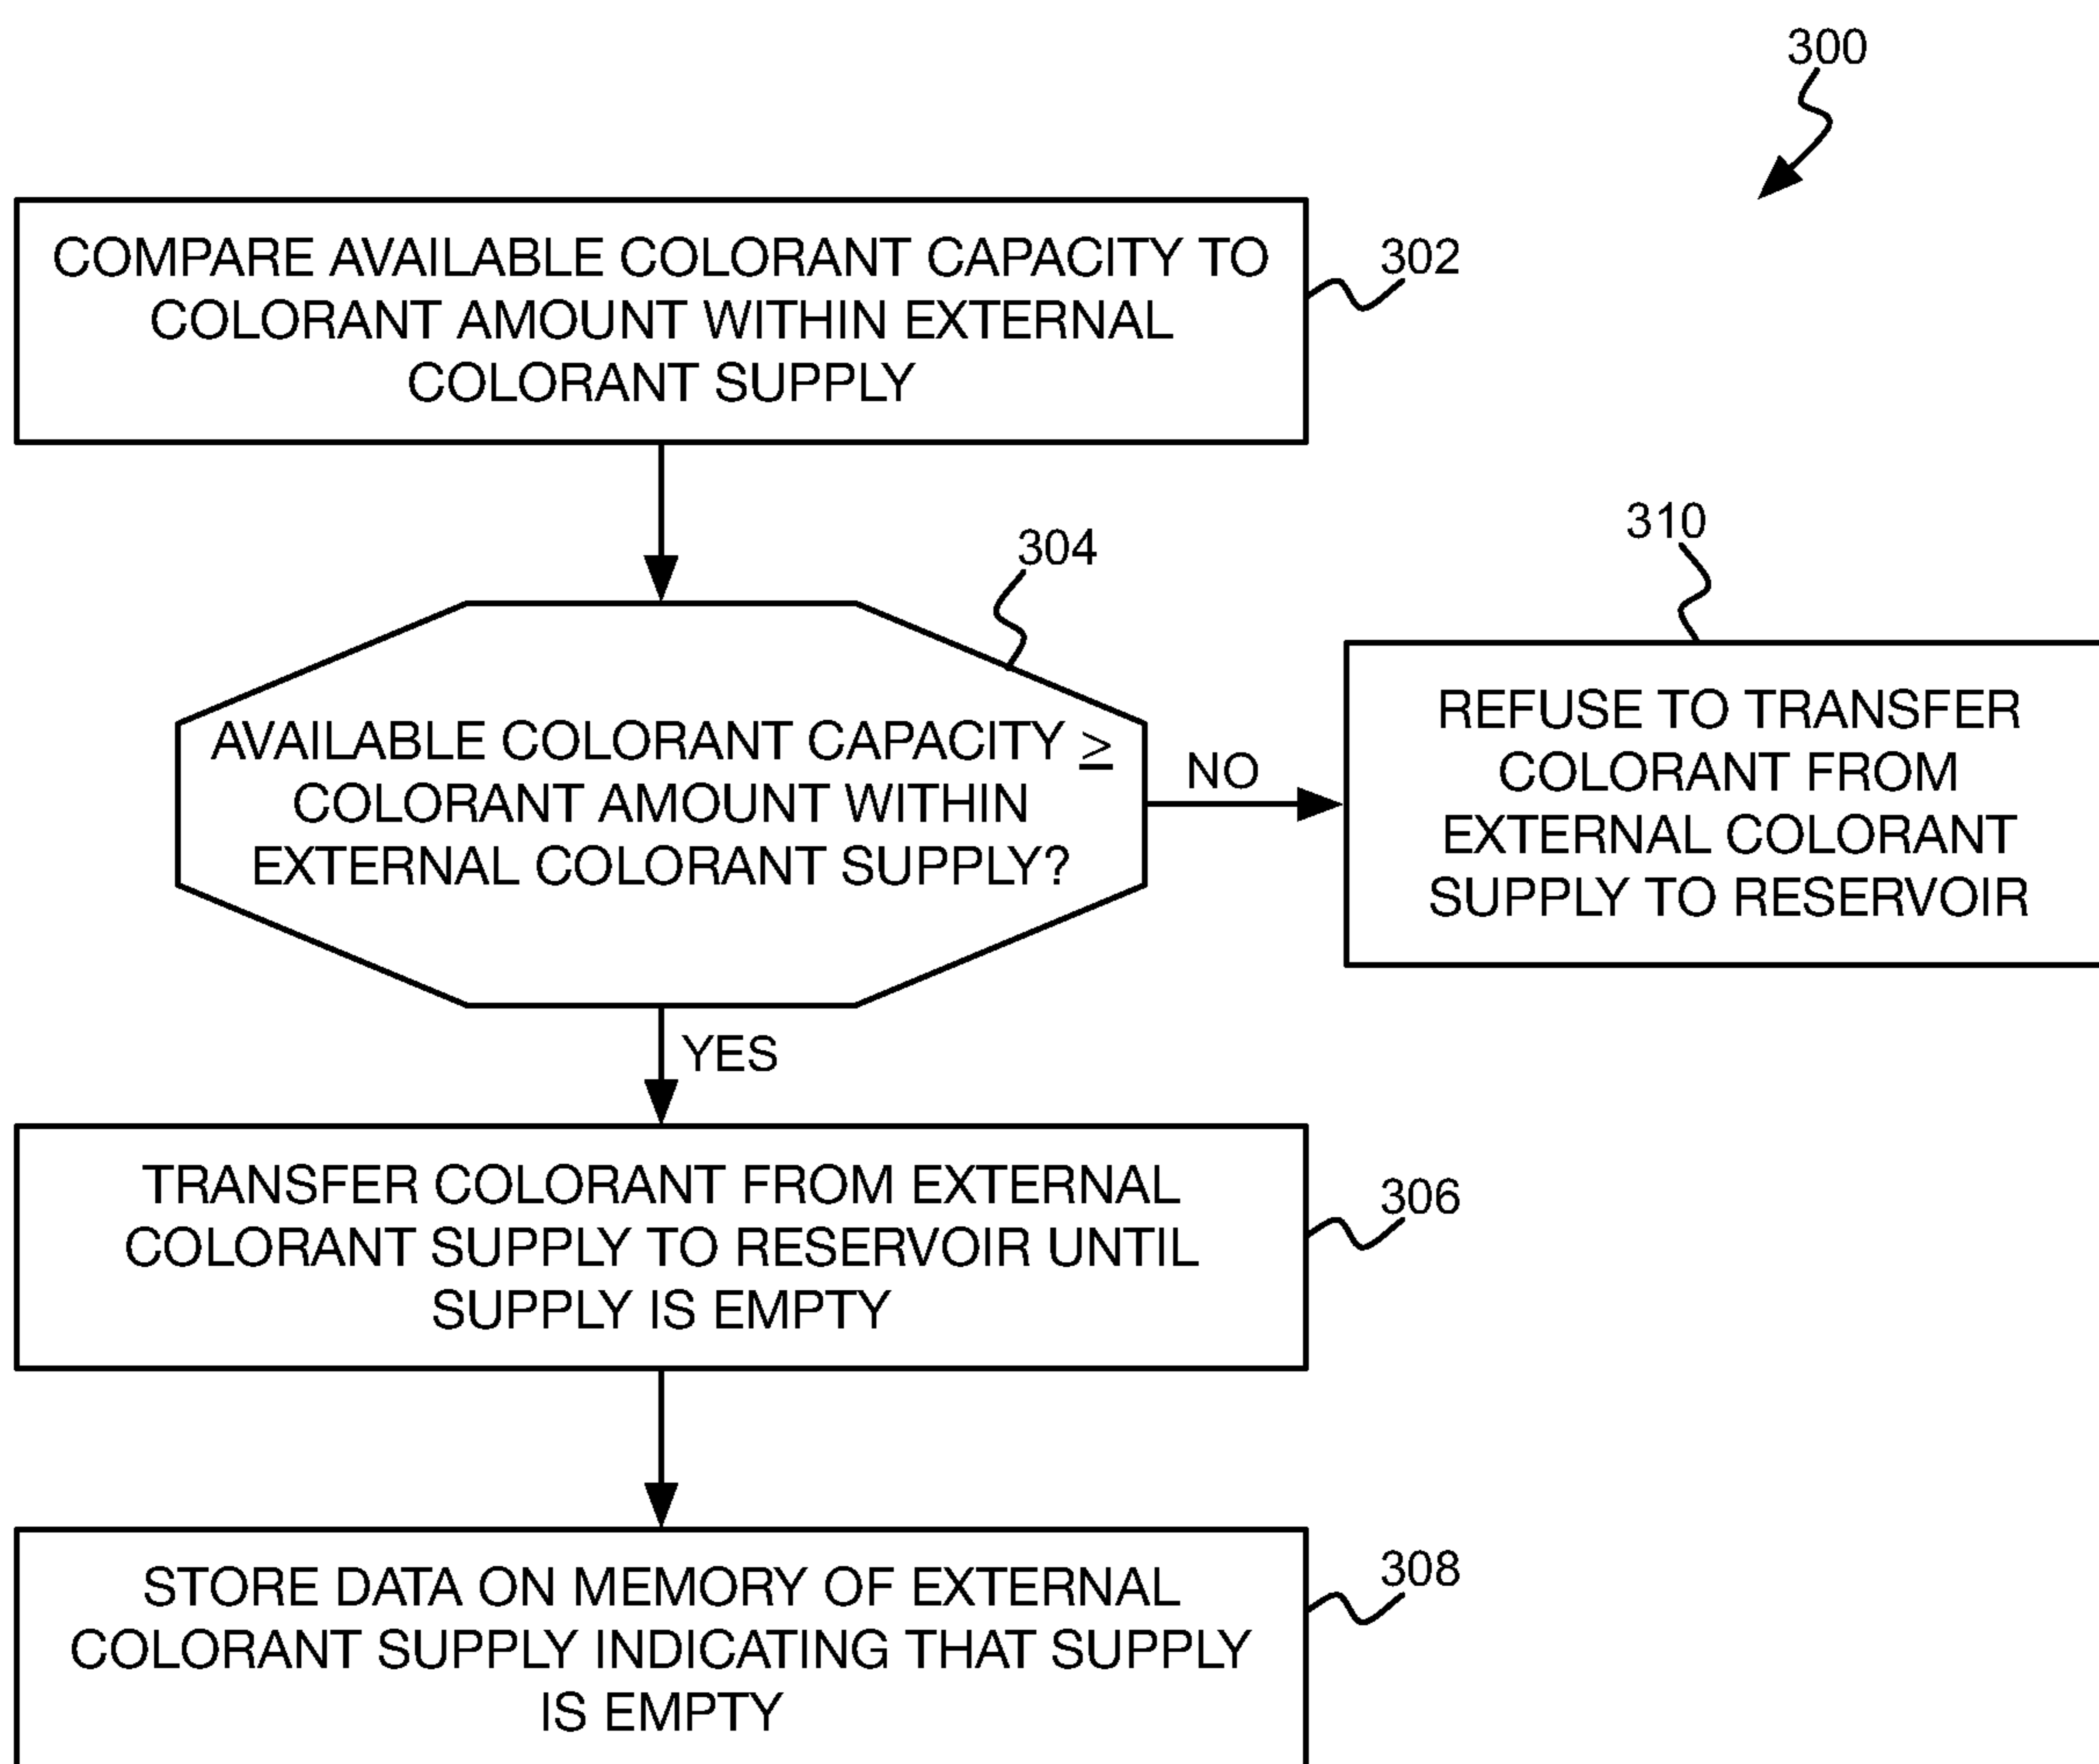 300
COMPARE AVAILABLE COLORANT CAPACITY TO
COLORANT AMOUNT WITHIN EXTERNAL
COLORANT SUPPLY
302
304
AVAILABLE COLORANT CAPACITY ≥
COLORANT AMOUNT WITHIN
EXTERNAL COLORANT SUPPLY?
NO
310
REFUSE TO TRANSFER
COLORANT FROM
EXTERNAL COLORANT
SUPPLY TO RESERVOIR
YES
TRANSFER COLORANT FROM EXTERNAL
COLORANT SUPPLY TO RESERVOIR UNTIL
SUPPLY IS EMPTY
306
STORE DATA ON MEMORY OF EXTERNAL
COLORANT SUPPLY INDICATING THAT SUPPLY
IS EMPTY
308